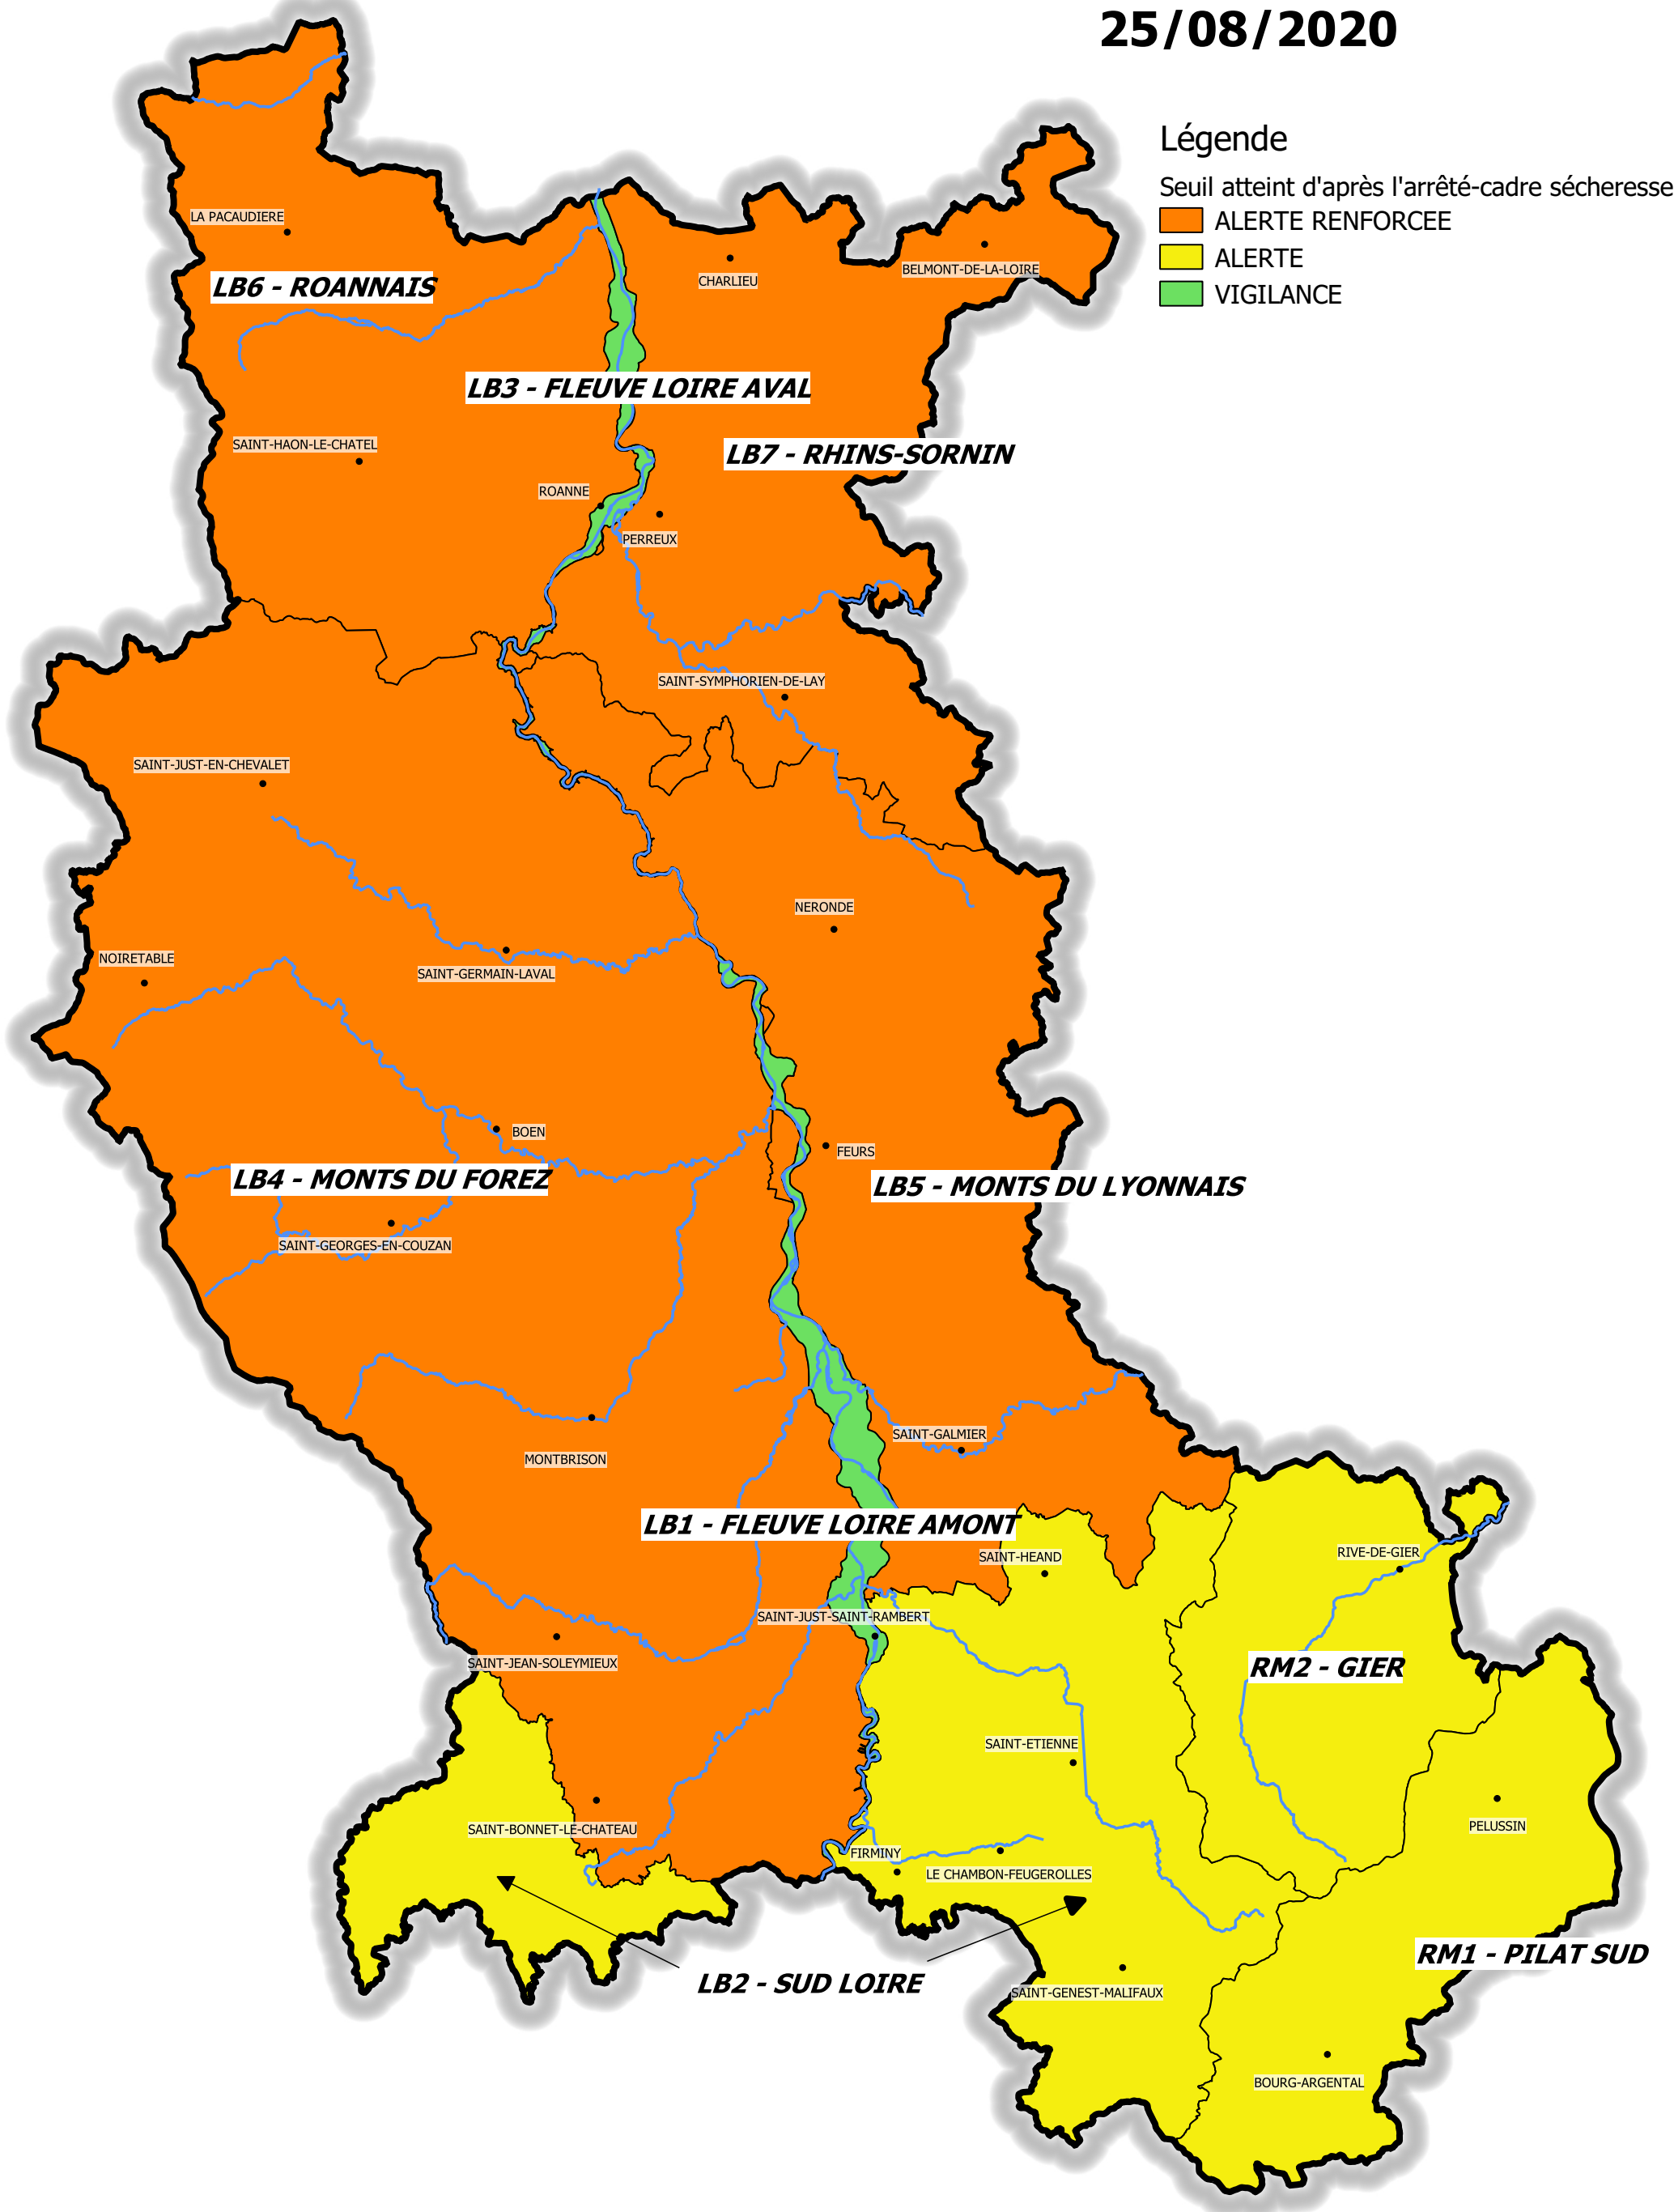 25/08/2020
Légende
Seuil atteint d'après l'arrêté-cadre sécheresse
ALERTE RENFORCEE
ALERTE
VIGILANCE
LA PACAUDIERE
LB6 - ROANNAIS
CHARLIEU
BELMONT-DE-LA-LOIRE
LB3 - FLEUVE LOIRE AVAL
SAINT-HAON-LE-CHATEL
LB7 - RHINS-SORNIN
ROANNE
PERREUX
SAINT-SYMPHORIEN-DE-LAY
SAINT-JUST-EN-CHEVALET
NERONDE
NOIRETABLE
SAINT-GERMAIN-LAVAL
BOEN
FEURS
LB4 - MONTS DU FOREZ
LB5 - MONTS DU LYONNAIS
SAINT-GEORGES-EN-COUZAN
SAINT-GALMIER
MONTBRISON
LB1 - FLEUVE LOIRE AMONT
SAINT-HEAND
RIVE-DE-GIER
SAINT-JUST-SAINT-RAMBERT
SAINT-JEAN-SOLEYMIEUX
RM2 - GIER
SAINT-ETIENNE
SAINT-BONNET-LE-CHATEAU
PELUSSIN
FIRMINY
LE CHAMBON-FEUGEROLLES
RM1 - PILAT SUD
LB2 - SUD LOIRE
SAINT-GENEST-MALIFAUX
BOURG-ARGENTAL